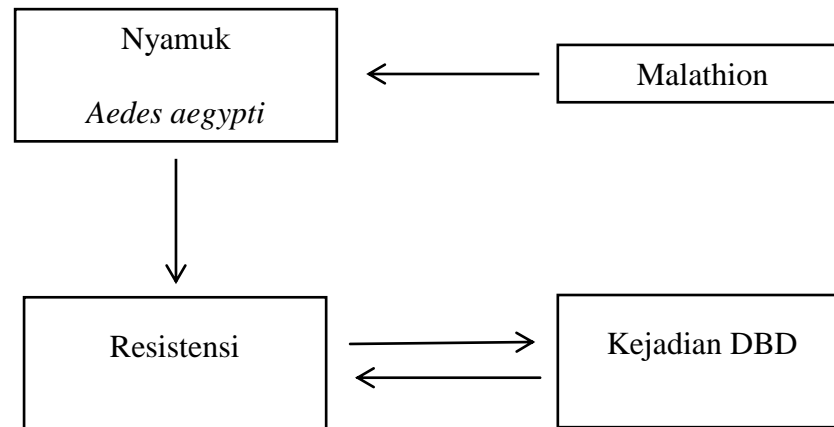 Nyamuk
Aedes aegypti
Malathion
Resistensi
Kejadian DBD